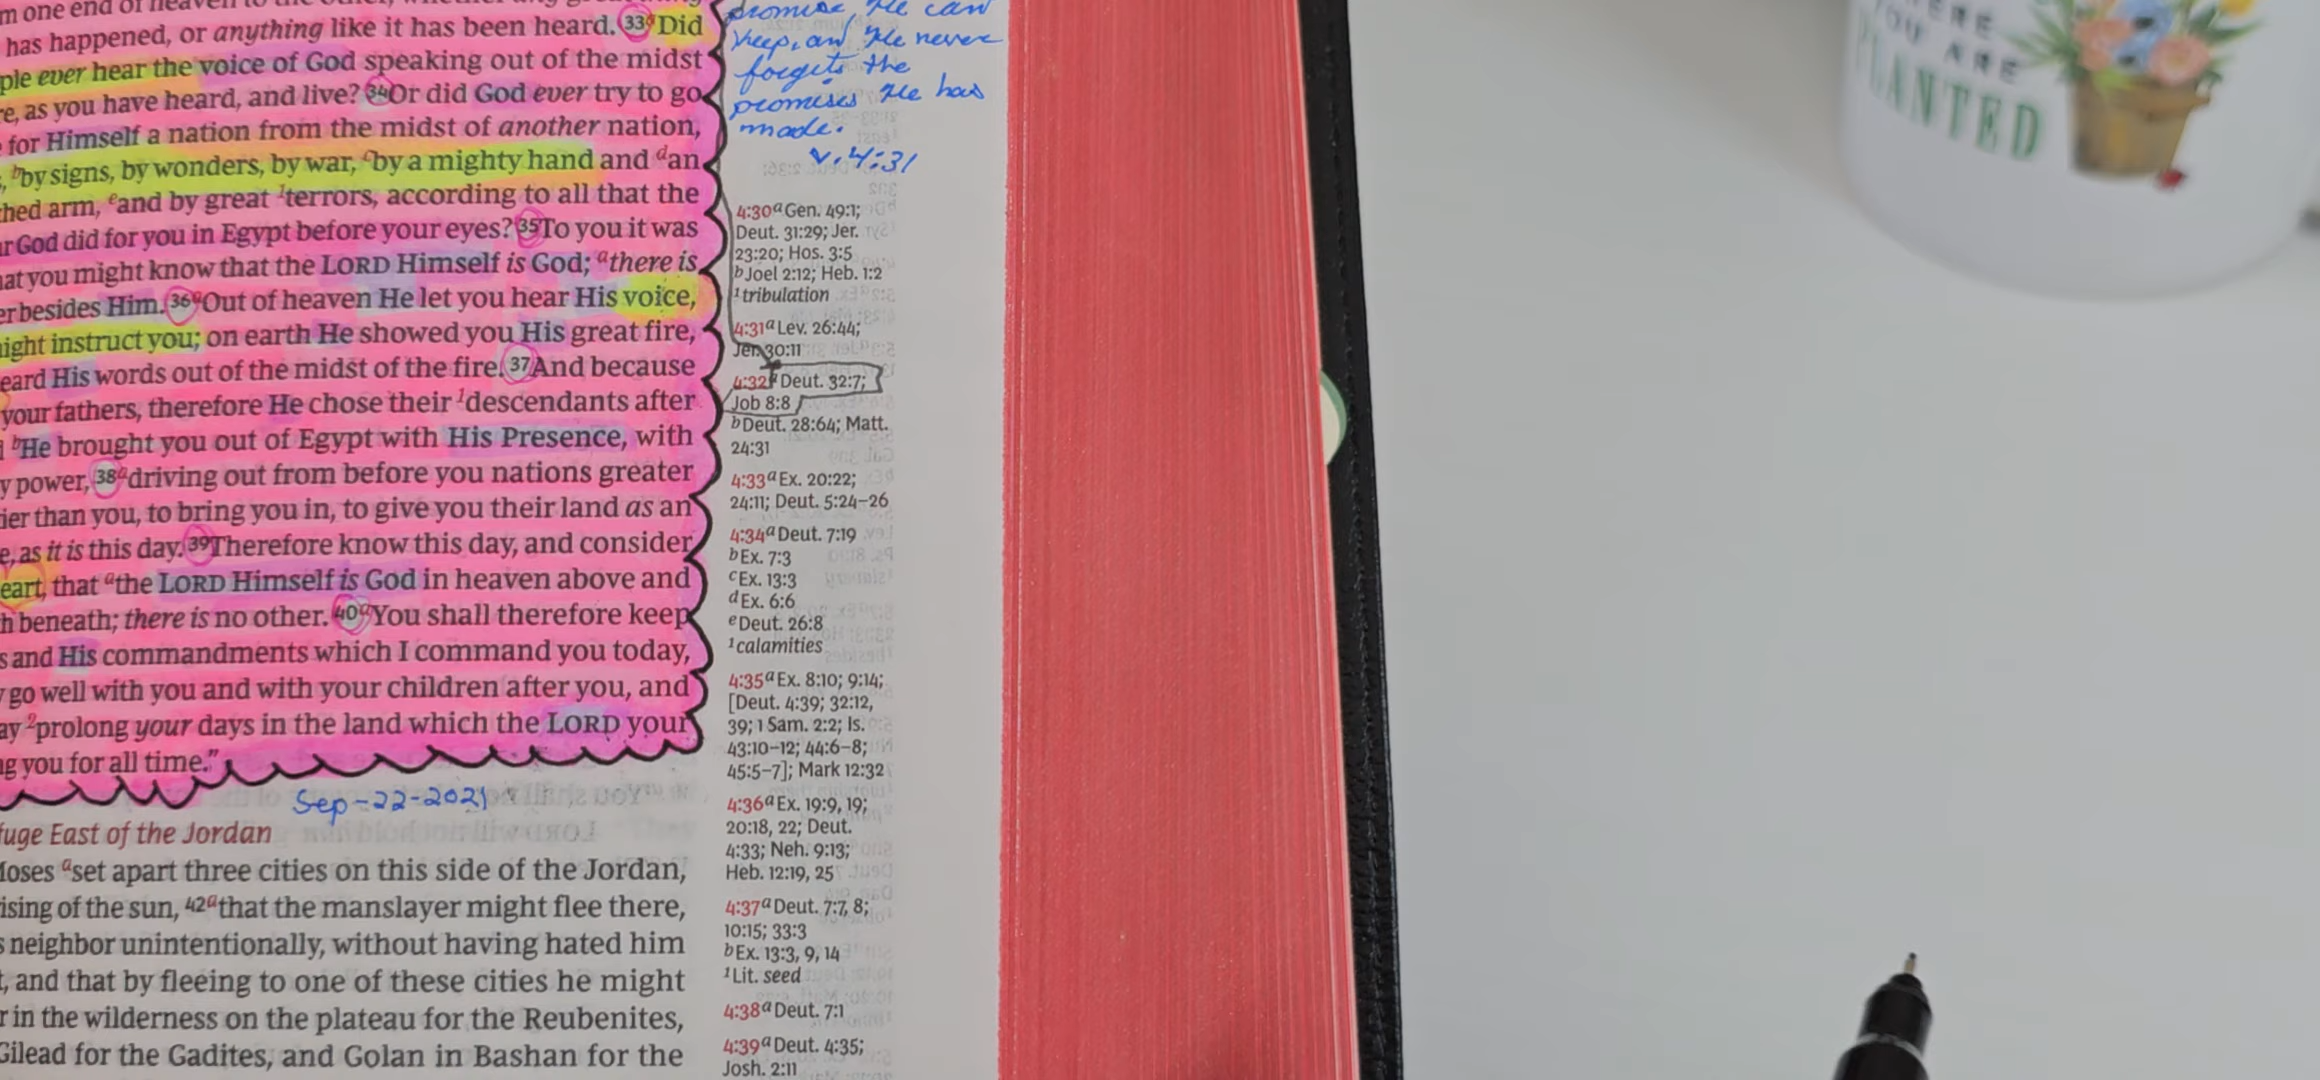 m one end of heaven to the other,
has happened, or anything like it has been heard. 33a Did
ple ever hear the voice of God speaking out of the midst
e, as you have heard, and live? 34 Or did God ever try to go
for Himself a nation from the midst of another nation,
, b by signs, by wonders, by war, c by a mighty hand and d an
hed arm, e and by great 1 terrors, according to all that the
r God did for you in Egypt before your eyes? 35 To you it was
at you might know that the LORD Himself is God; a there is
er besides Him. 36a Out of heaven He let you hear His voice,
ight instruct you; on earth He showed you His great fire,
eard His words out of the midst of the fire. 37 And because
your fathers, therefore He chose their 1 descendants after
b He brought you out of Egypt with His Presence, with
y power, 38a driving out from before you nations greater
ier than you, to bring you in, to give you their land as an
e, as it is this day. 39 Therefore know this day, and consider
eart, that a the LORD Himself is God in heaven above and
h beneath; there is no other. 40a You shall therefore keep
s and His commandments which I command you today,
go well with you and with your children after you, and
ay 2 prolong your days in the land which the LORD your
g you for all time."
Sep-22-2021
fuge East of the Jordan
Moses a set apart three cities on this side of the Jordan,
ising of the sun, 42a that the manslayer might flee there,
s neighbor unintentionally, without having hated him
t, and that by fleeing to one of these cities he might
r in the wilderness on the plateau for the Reubenites,
Gilead for the Gadites, and Golan in Bashan for the
promise, He can
keep, and He never
forgets the
promises He has
made.
v. 4:31
4:30 a Gen. 49:1;
Deut. 31:29; Jer.
23:20; Hos. 3:5
b Joel 2:12; Heb. 1:2
1 tribulation
4:31 a Lev. 26:44;
Jer. 30:11
4:32 a Deut. 32:7;
Job 8:8
b Deut. 28:64; Matt.
24:31
4:33 a Ex. 20:22;
24:11; Deut. 5:24–26
4:34 a Deut. 7:19
b Ex. 7:3
c Ex. 13:3
d Ex. 6:6
e Deut. 26:8
1 calamities
4:35 a Ex. 8:10; 9:14;
[Deut. 4:39; 32:12,
39; 1 Sam. 2:2; Is.
43:10–12; 44:6–8;
45:5–7]; Mark 12:32
4:36 a Ex. 19:9, 19;
20:18, 22; Deut.
4:33; Neh. 9:13;
Heb. 12:19, 25
4:37 a Deut. 7:7, 8;
10:15; 33:3
b Ex. 13:3, 9, 14
1 Lit. seed
4:38 a Deut. 7:1
4:39 a Deut. 4:35;
Josh. 2:11
ERE
YOU ARE
PLANTED